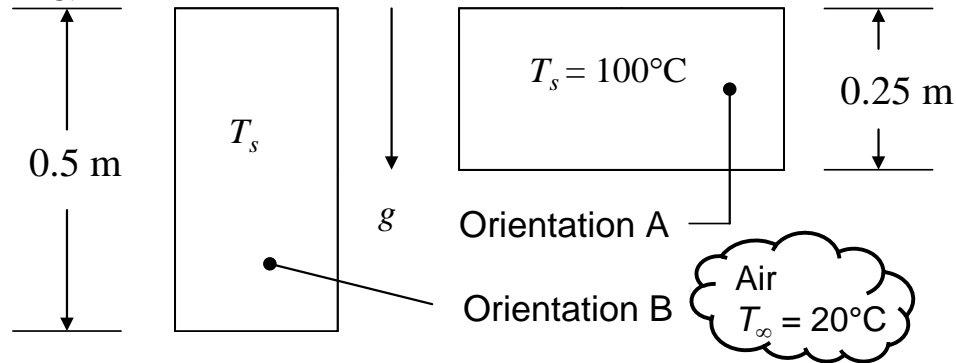 0.5 m
T_s
g
T_s = 100°C
0.25 m
Orientation A
Orientation B
Air
T_∞ = 20°C